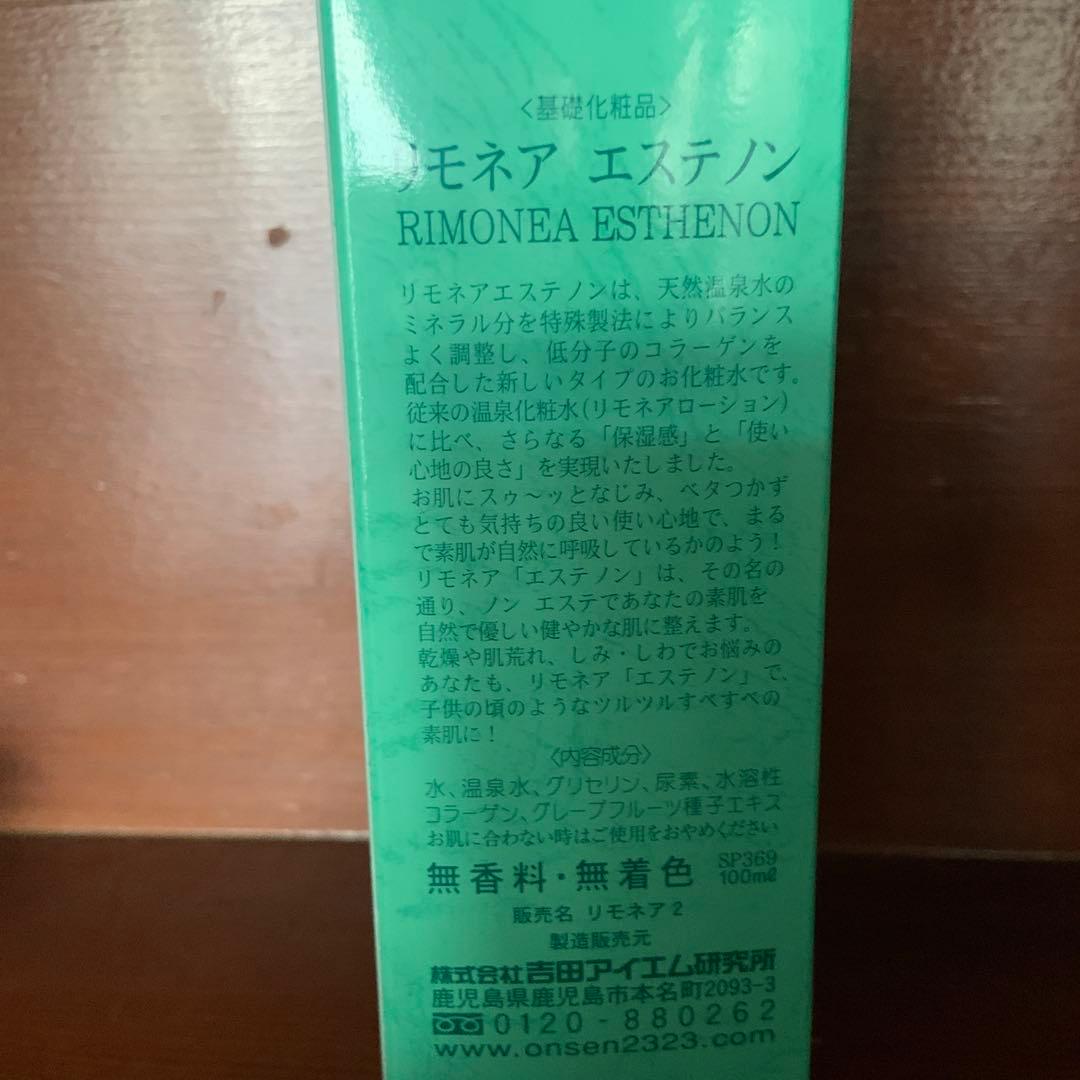 〈基礎化粧品〉
リモネア エステノン
RIMONEA ESTHENON
リモネアエステノンは、天然温泉水の
ミネラル分を特殊製法によりバランス
よく調整し、低分子のコラーゲンを
配合した新しいタイプのお化粧水です。
従来の温泉化粧水(リモネアローション)
に比べ、さらなる「保湿感」と「使い
心地の良さ」を実現いたしました。
お肌にスゥ〜ッとなじみ、ベタつかず
とても気持ちの良い使い心地で、まる
で素肌が自然に呼吸しているかのよう!
リモネア「エステノン」は、その名の
通り、ノン エステであなたの素肌を
自然で優しい健やかな肌に整えます。
乾燥や肌荒れ、しみ・しわでお悩みの
あなたも、リモネア「エステノン」で、
子供の頃のようなツルツルすべすべの
素肌に!
〈内容成分〉
水、温泉水、グリセリン、尿素、水溶性
コラーゲン、グレープフルーツ種子エキス
お肌に合わない時はご使用をおやめください
無香料・無着色 SP369 100mℓ
販売名 リモネア2
製造販売元
株式会社吉田アイエム研究所
鹿児島県鹿児島市本名町2093-3
0120-880262
www.onsen2323.com